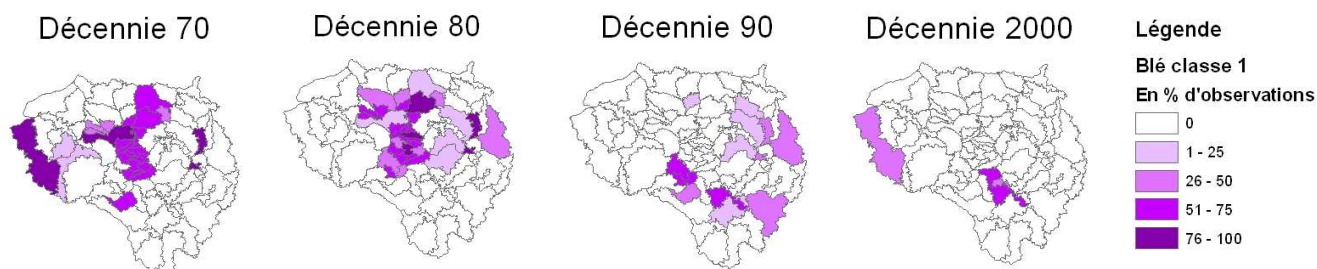 Décennie 70
Décennie 80
Décennie 90
Décennie 2000
Légende
Blé classe 1
En % d'observations
0
1 - 25
26 - 50
51 - 75
76 - 100